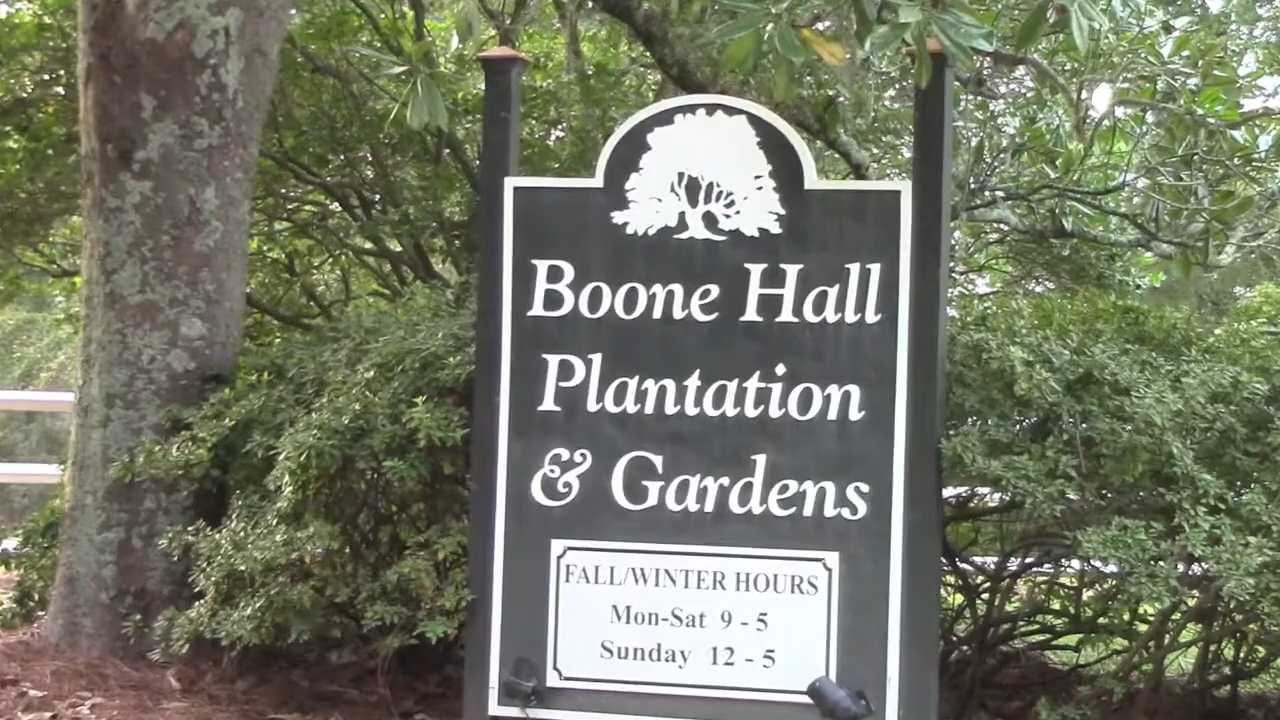 Boone Hall
Plantation
& Gardens
FALL/WINTER HOURS
Mon-Sat 9 - 5
Sunday 12 - 5